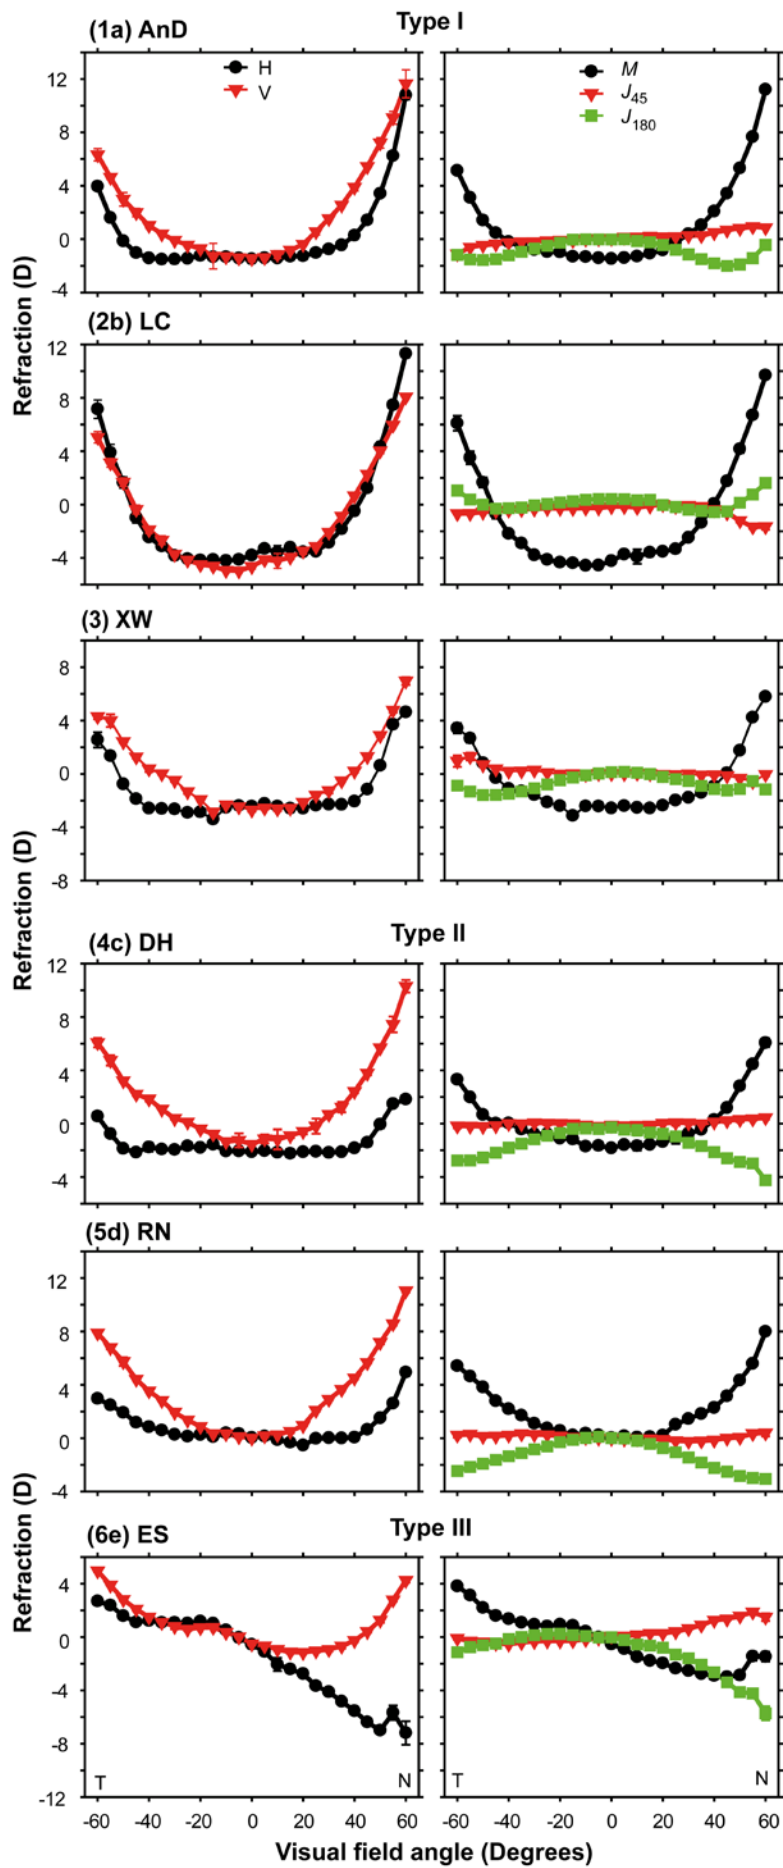 Type I
(1a) AnD
H
V
M
J45
J180
12
8
4
0
-4
Refraction (D)
(2b) LC
12
8
4
0
-4
(3) XW
8
4
0
-4
-8
Refraction (D)
Type II
(4c) DH
12
8
4
0
-4
(5d) RN
12
8
4
0
-4
Refraction (D)
Type III
(6e) ES
4
0
-4
-8
-12
T N T N
-60 -40 -20 0 20 40 60 -60 -40 -20 0 20 40 60
Visual field angle (Degrees)